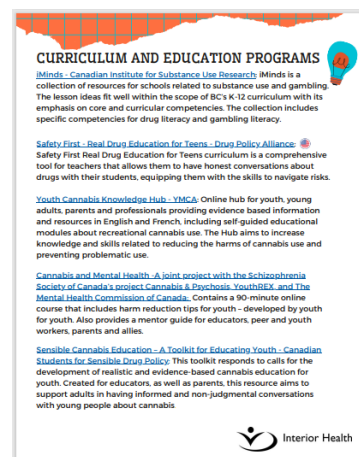 CURRICULUM AND EDUCATION PROGRAMS
iMinds - Canadian Institute for Substance Use Research: iMinds is a
collection of resources for schools related to substance use and gambling.
The lesson ideas fit well within the scope of BC's K-12 curriculum with its
emphasis on core and curricular competencies. The collection includes
specific competencies for drug literacy and gambling literacy.
Safety First - Real Drug Education for Teens - Drug Policy Alliance:
Safety First Real Drug Education for Teens curriculum is a comprehensive
tool for teachers that allows them to have honest conversations about
drugs with their students, equipping them with the skills to navigate risks.
Youth Cannabis Knowledge Hub - YMCA: Online hub for youth, young
adults, parents and professionals providing evidence based information
and resources in English and French, including self-guided educational
modules about recreational cannabis use. The Hub aims to increase
knowledge and skills related to reducing the harms of cannabis use and
preventing problematic use.
Cannabis and Mental Health -A joint project with the Schizophrenia
Society of Canada's project Cannabis & Psychosis, YouthREX, and The
Mental Health Commission of Canada: Contains a 90-minute online
course that includes harm reduction tips for youth – developed by youth
for youth. Also provides a mentor guide for educators, peer and youth
workers, parents and allies.
Sensible Cannabis Education – A Toolkit for Educating Youth - Canadian
Students for Sensible Drug Policy: This toolkit responds to calls for the
development of realistic and evidence-based cannabis education for
youth. Created for educators, as well as parents, this resource aims to
support adults in having informed and non-judgmental conversations
with young people about cannabis
Interior Health